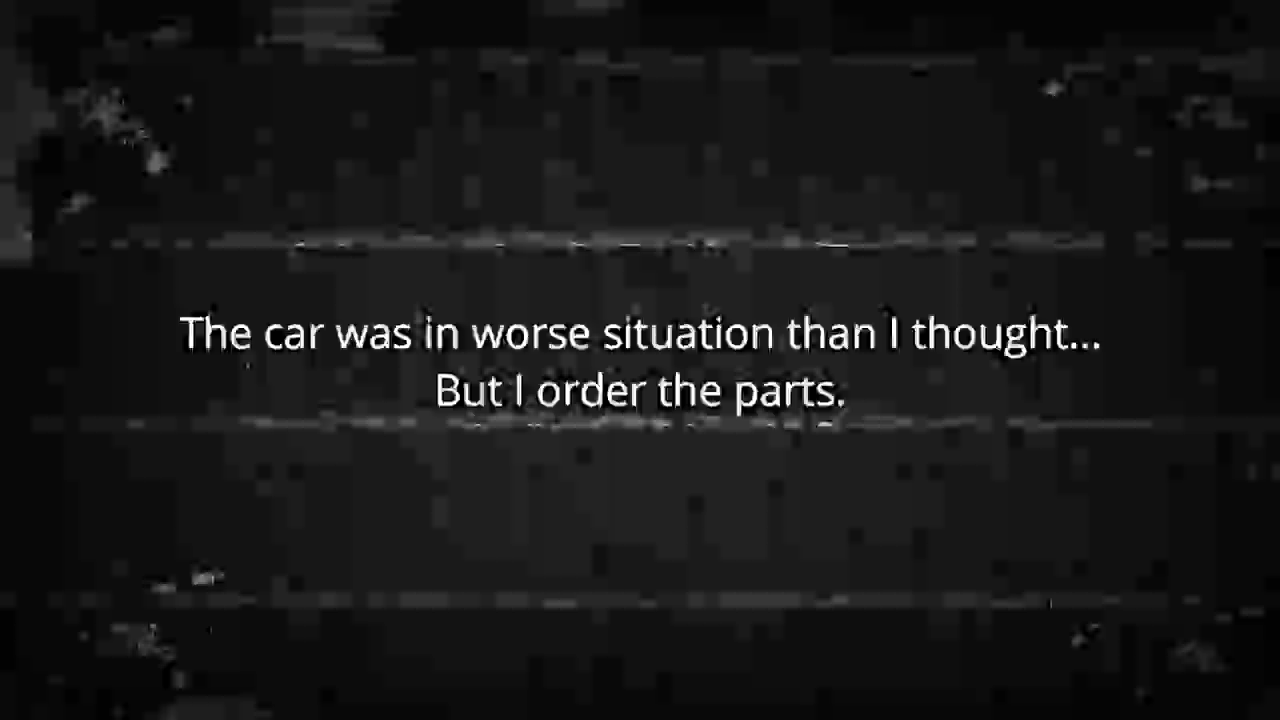 The car was in worse situation than I thought...
But I order the parts.